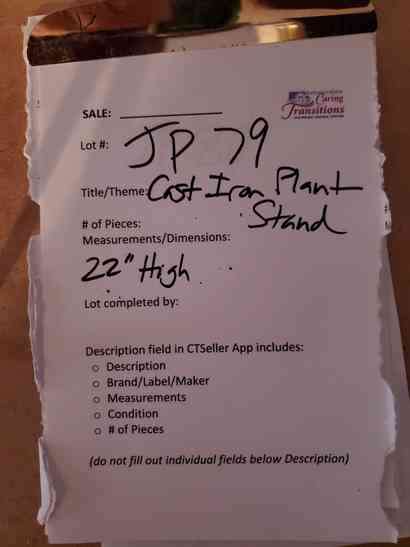 SALE: ____________
Caring
Transitions
Lot #: JP 79
Title/Theme: Cast Iron Plant
Stand
# of Pieces:
Measurements/Dimensions:
22" High
Lot completed by:
Description field in CTSeller App includes:
o Description
o Brand/Label/Maker
o Measurements
o Condition
o # of Pieces
(do not fill out individual fields below Description)